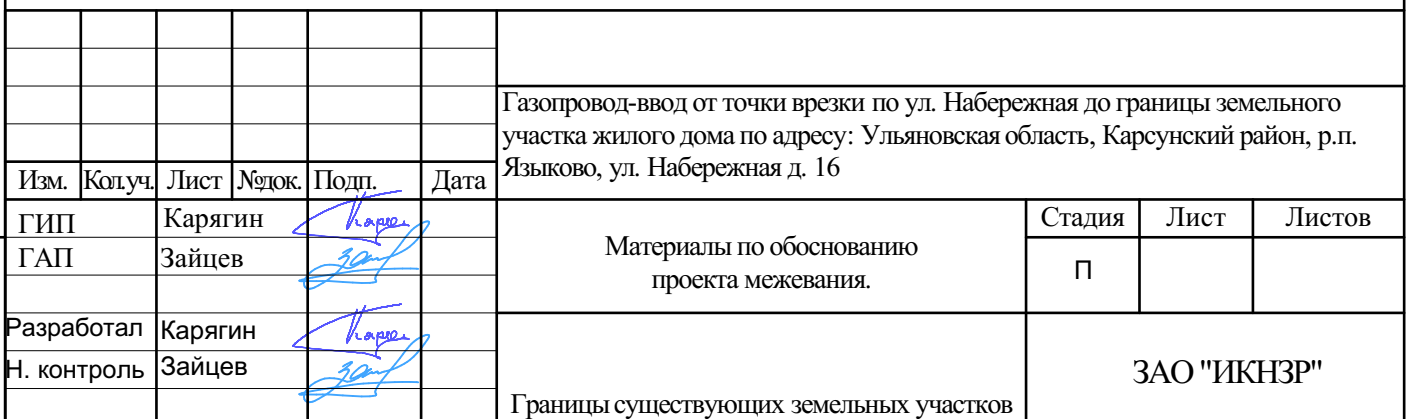 Газопровод-ввод от точки врезки по ул. Набережная до границы земельного
участка жилого дома по адресу: Ульяновская область, Карсунский район, р.п.
Языково, ул. Набережная д. 16
Изм. Кол.уч. Лист №док. Подп. Дата
ГИП Карягин
ГАП Зайцев
Разработал Карягин
Н. контроль Зайцев
Материалы по обоснованию
проекта межевания.
Стадия Лист Листов
П
Границы существующих земельных участков
ЗАО "ИКНЗР"